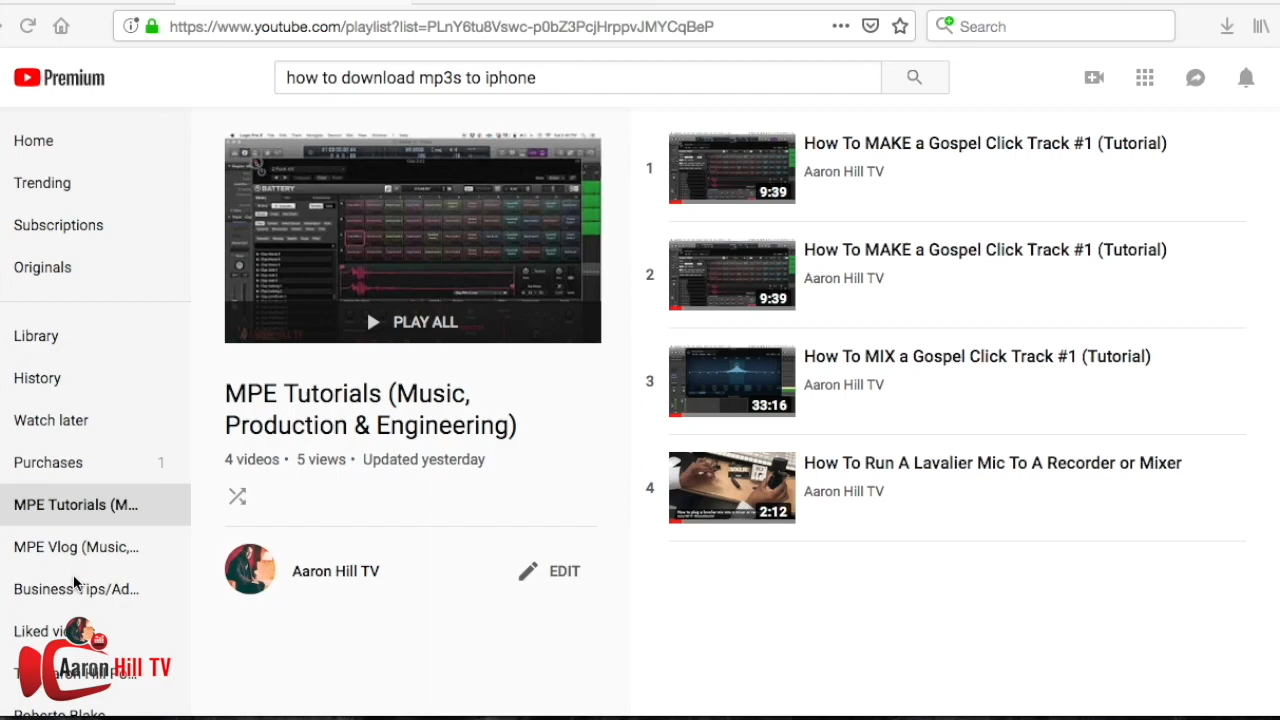 https://www.youtube.com/playlist?list=PLnY6tu8Vswc-p0bZ3PcjHrppvJMYCQBeP
Search
Premium
how to download mp3s to iphone
Home
Trending
Subscriptions
Originals
Library
History
Watch later
Purchases 1
MPE Tutorials (M...
MPE Vlog (Music,...
Business Tips/Ad...
Liked
Aaron Hill TV
Roberto Blake
BATTERY
PLAY ALL
MPE Tutorials (Music,
Production & Engineering)
4 videos • 5 views • Updated yesterday
Aaron Hill TV
EDIT
1
How To MAKE a Gospel Click Track #1 (Tutorial)
Aaron Hill TV
9:39
2
How To MAKE a Gospel Click Track #1 (Tutorial)
Aaron Hill TV
9:39
3
How To MIX a Gospel Click Track #1 (Tutorial)
Aaron Hill TV
33:16
4
How To Run A Lavalier Mic To A Recorder or Mixer
Aaron Hill TV
2:12